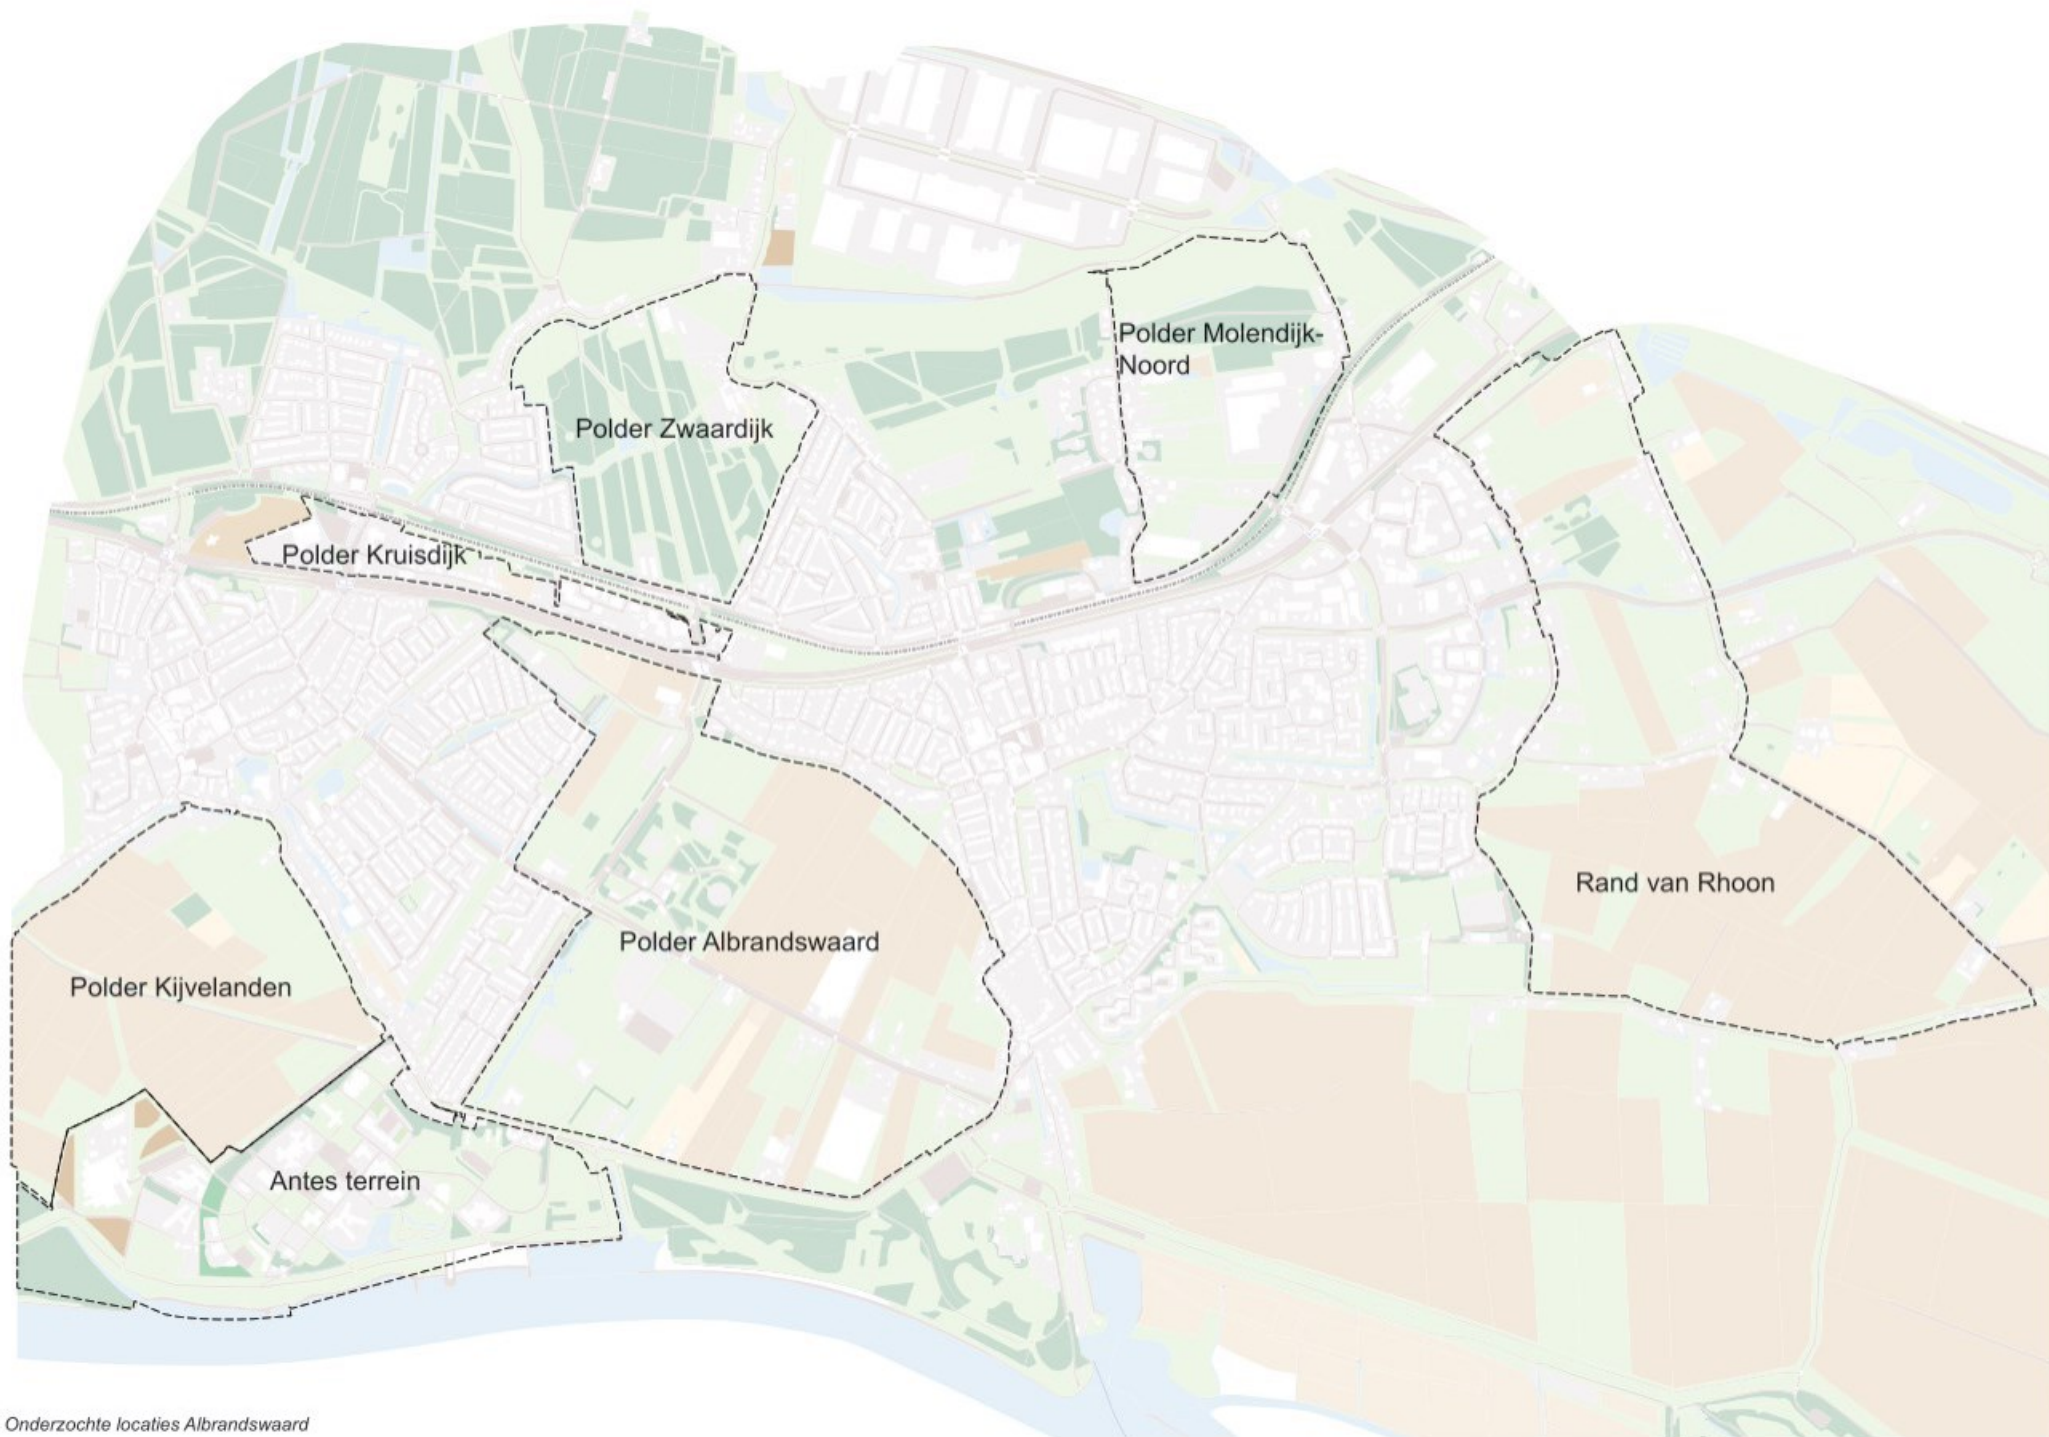 Polder Molendijk-
Noord
Polder Zwaardijk
Polder Kruisdijk
Rand van Rhoon
Polder Albrandswaard
Polder Kijvelanden
Antes terrein
Onderzochte locaties Albrandswaard